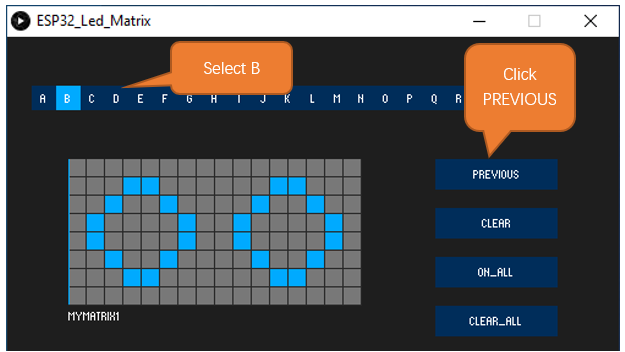 ESP32_Led_Matrix
Select B
Click
PREVIOUS
A B C D E F G H I J K L M N O P Q R
PREVIOUS
CLEAR
ON_ALL
CLEAR_ALL
MYMATRIX1